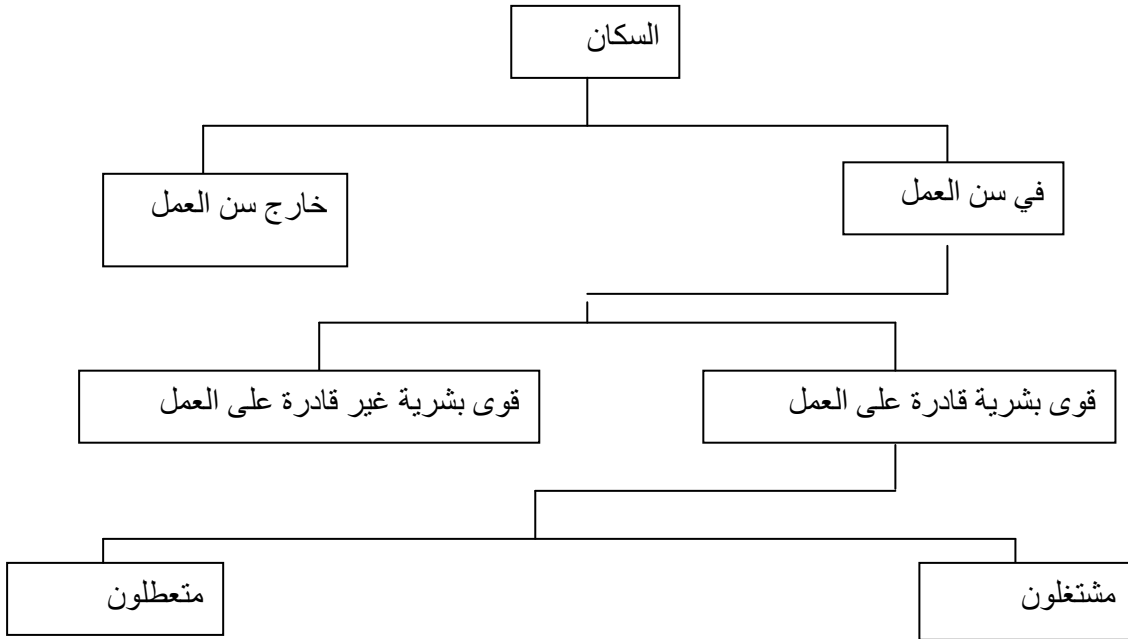 السكان
في سن العمل
خارج سن العمل
قوى بشرية قادرة على العمل
قوى بشرية غير قادرة على العمل
مشتغلون
متعطلون